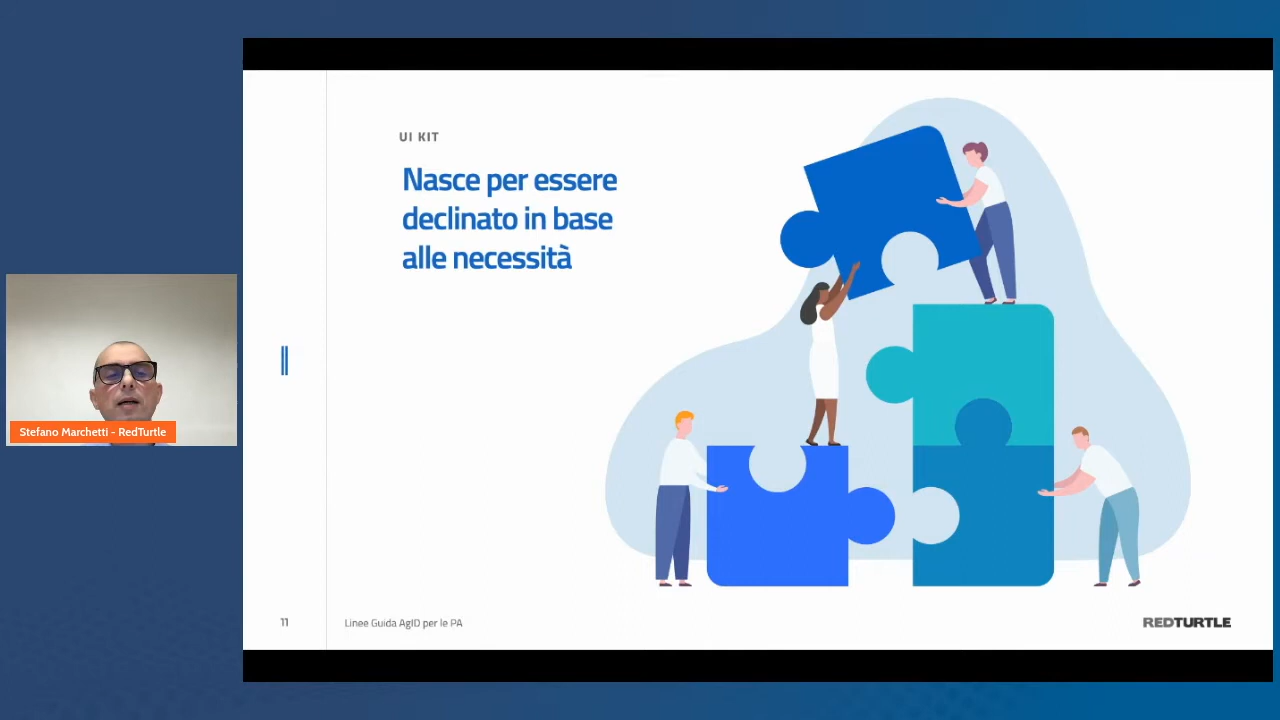 UI KIT
Nasce per essere
declinato in base
alle necessità
Stefano Marchetti - RedTurtle
11
Linee Guida AgID per le PA
REDTURTLE